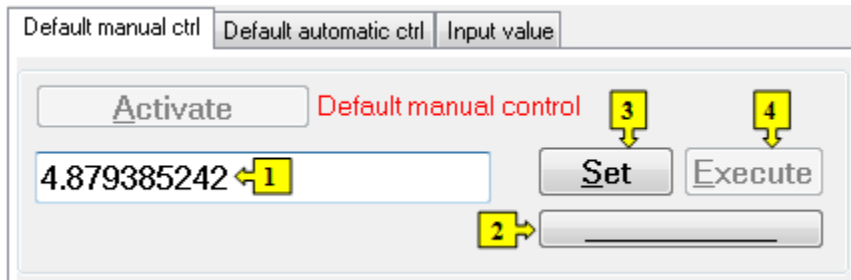 Default manual ctrl Default automatic ctrl Input value
Activate Default manual control 3 4
4.879385242 1 Set Execute
2 ____________